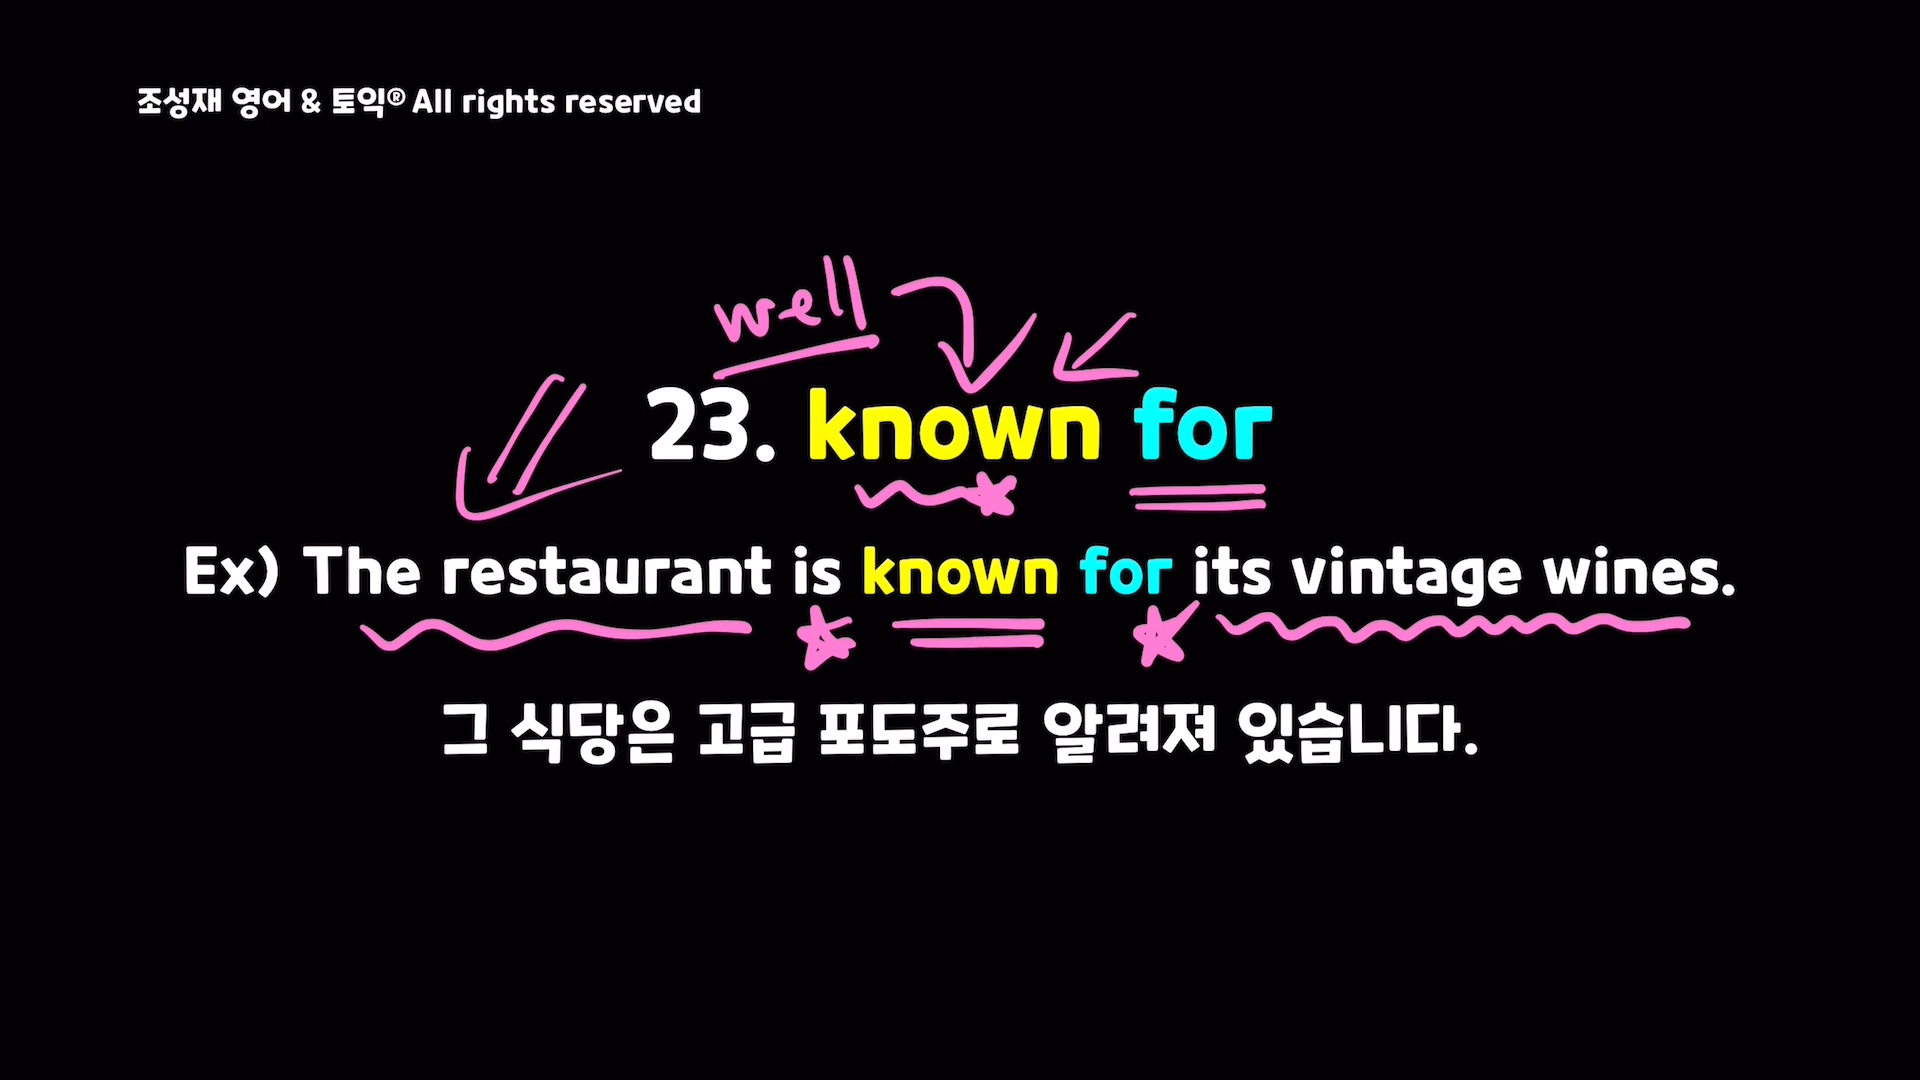 조성재 영어 & 토익® All rights reserved
well
23. known for
Ex) The restaurant is known for its vintage wines.
그 식당은 고급 포도주로 알려져 있습니다.